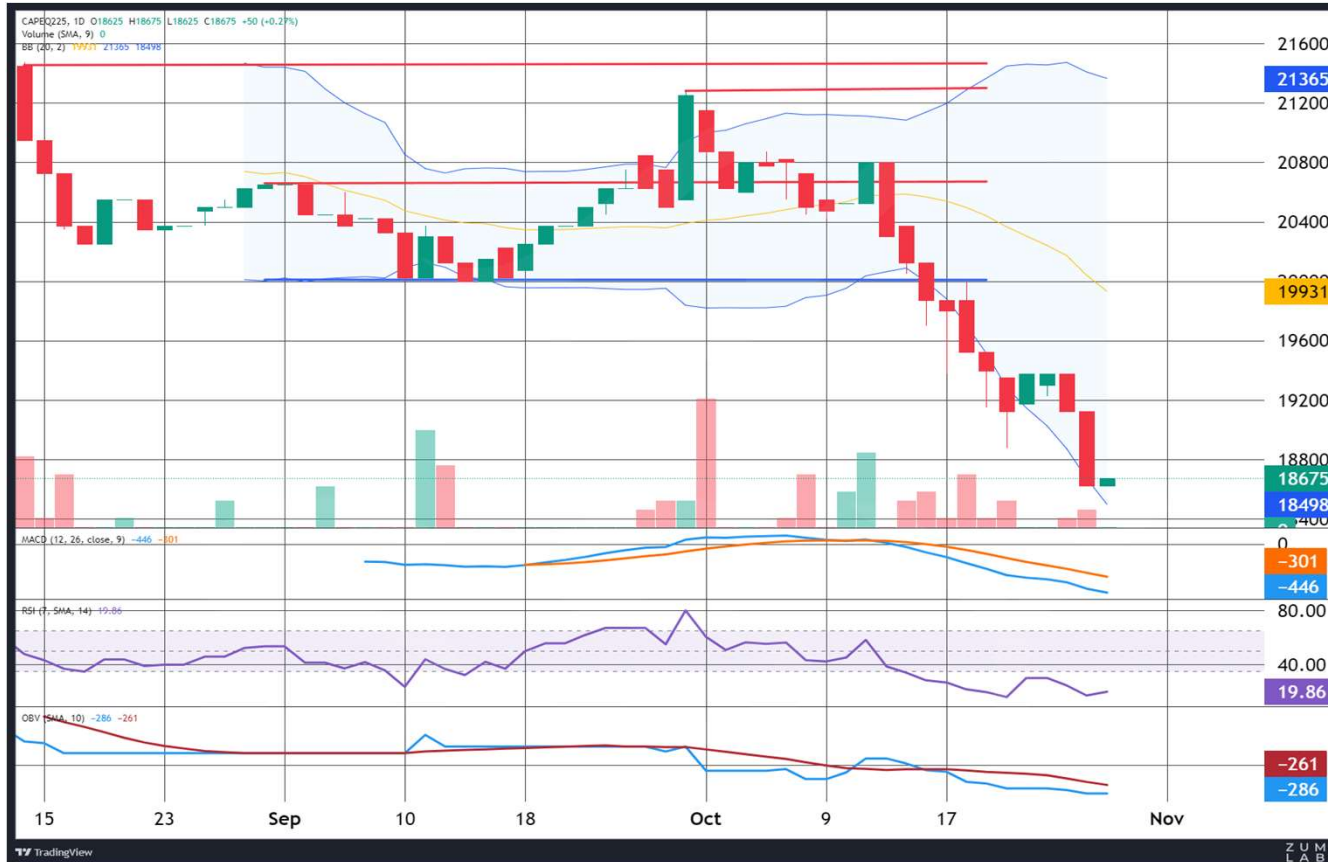 CAPEQ225, 1D O18625 H18675 L18625 C18675 +50 (+0.27%)
Volume (SMA, 9) 0
BB (20, 2) 19931 21365 18498
21600
21365
21200
20800
20400
19931
19600
19200
18800
18675
18498
MACD (12, 26, close, 9) −446 −301
0
−301
−446
RSI (7, SMA, 14) 19.86
80.00
40.00
19.86
OBV (SMA, 10) −286 −261
−261
−286
15 23 Sep 10 18 Oct 9 17 Nov
TradingView
ZUM
LAB